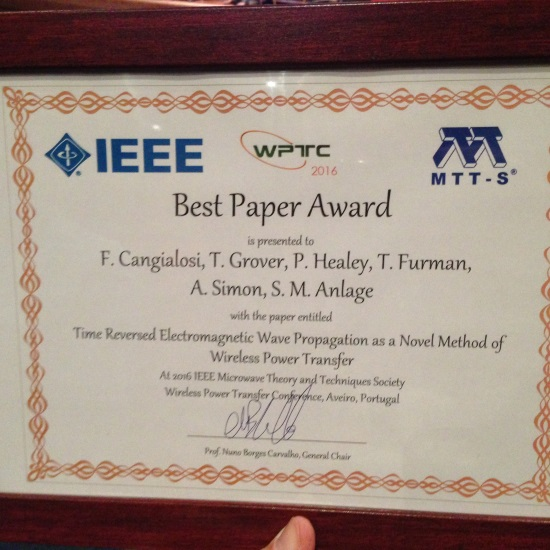 IEEE
WPTC
2016
MTT-S®
Best Paper Award
is presented to
F. Cangialosi, T. Grover, P. Healey, T. Furman,
A. Simon, S. M. Anlage
with the paper entitled
Time Reversed Electromagnetic Wave Propagation as a Novel Method of
Wireless Power Transfer
At 2016 IEEE Microwave Theory and Techniques Society
Wireless Power Transfer Conference, Aveiro, Portugal
Prof. Nuno Borges Carvalho, General Chair